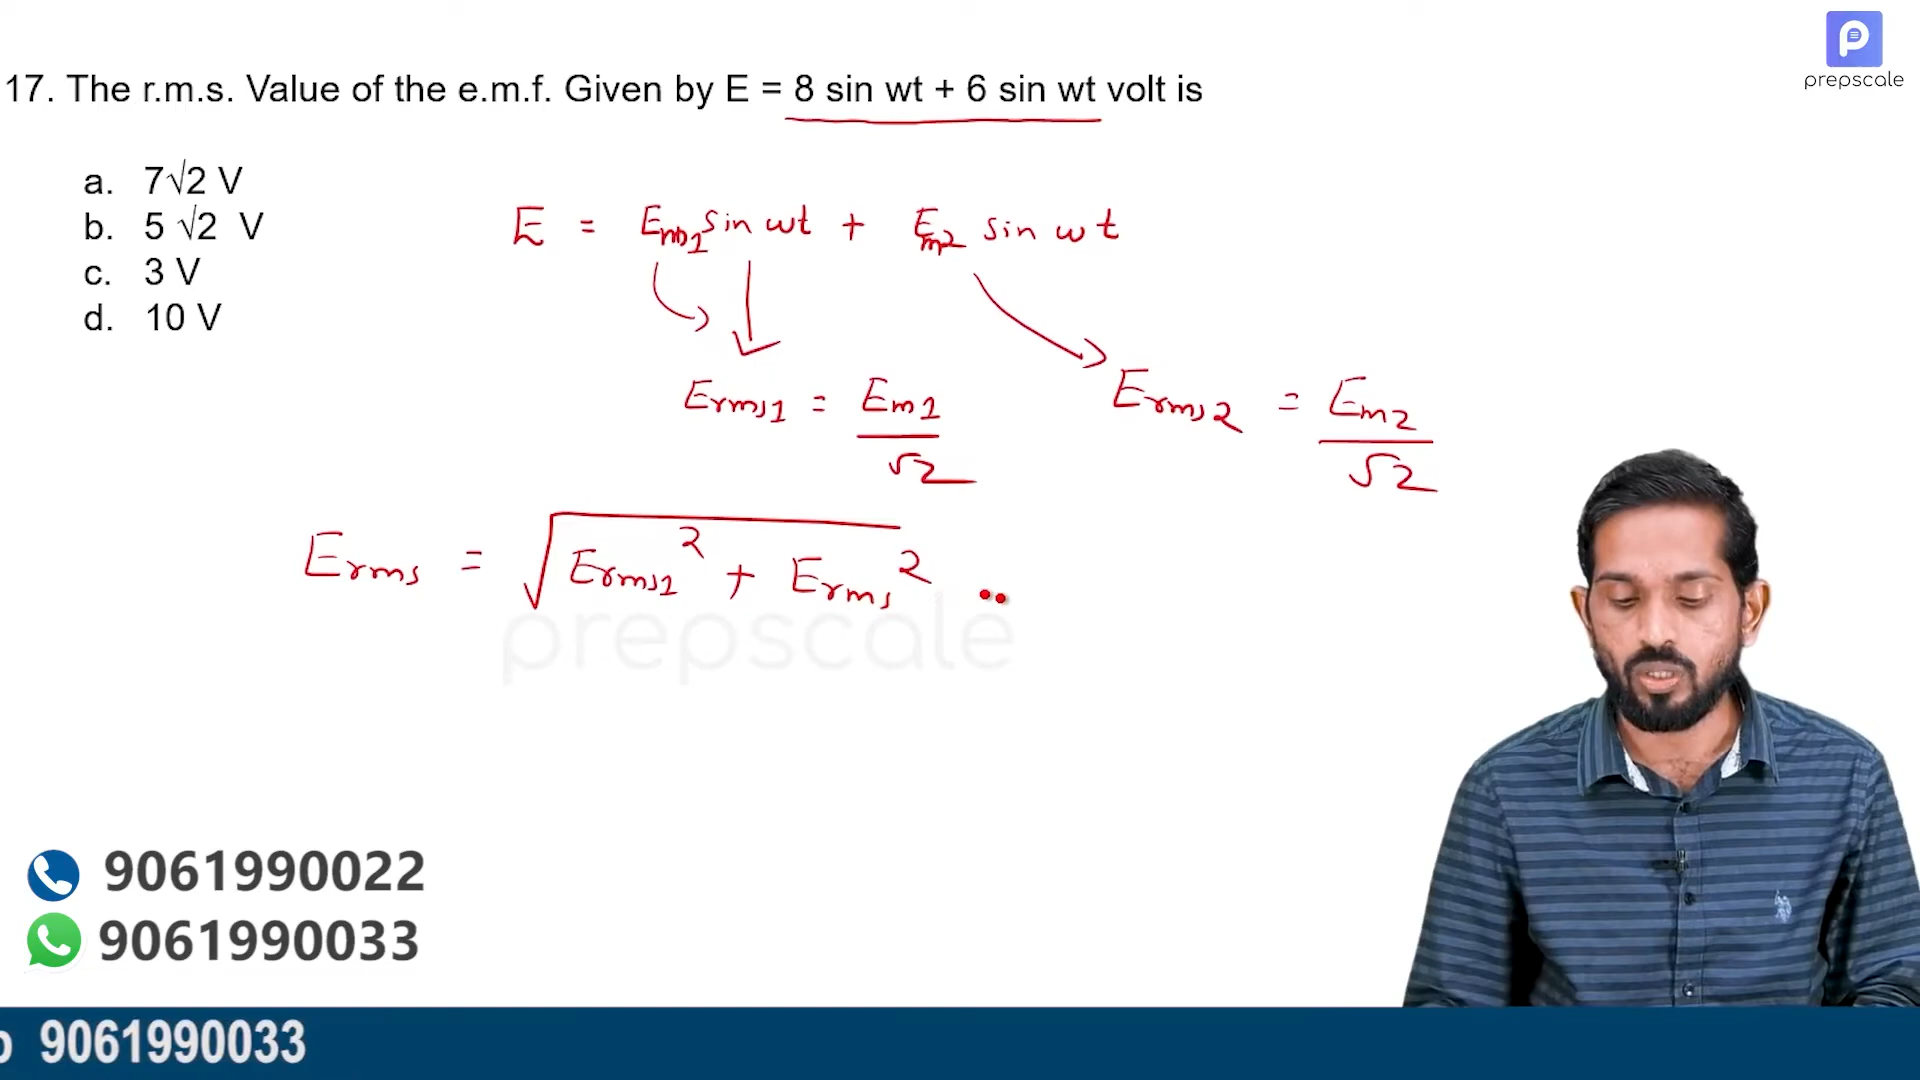 prepscale
17. The r.m.s. Value of the e.m.f. Given by E = 8 sin wt + 6 sin wt volt is
a. 7√2 V
b. 5 √2 V
c. 3 V
d. 10 V
E = Em1 sin wt + Em2 sin wt
Erms1 = Em1/√2
Erms2 = Em2/√2
Erms = √Erms1² + Erms²
prepscale
9061990022
9061990033
9061990033